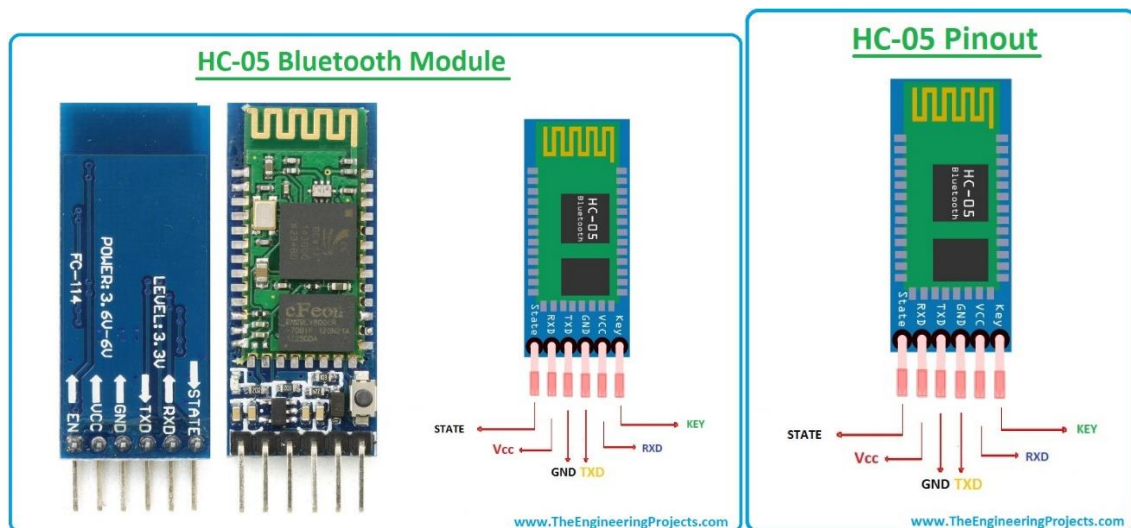 HC-05 Bluetooth Module
FC-114
POWER:3.6V-6V
LEVEL:3.3V
EN
VCC
GND
TXD
RXD
STATE
cFeon
HC-05
Bluetooth
State
RXD
TXD
GND
VCC
Key
STATE
Vcc
GND
TXD
RXD
KEY
www.TheEngineeringProjects.com
HC-05 Pinout
HC-05
Bluetooth
State
RXD
TXD
GND
VCC
Key
STATE
Vcc
GND
TXD
RXD
KEY
www.TheEngineeringProjects.com